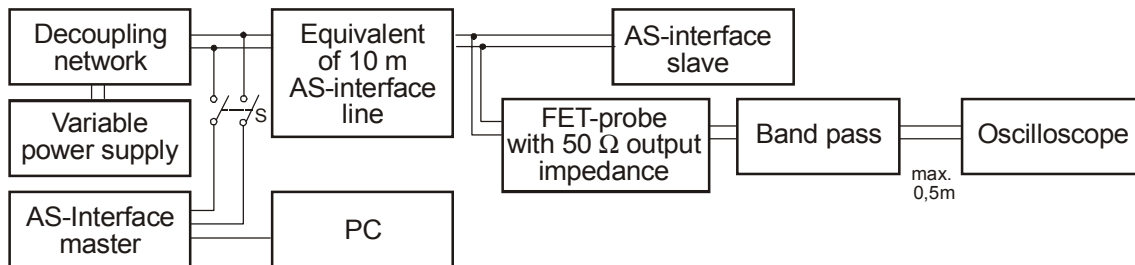 Decoupling
network
Equivalent
of 10 m
AS-interface
line
AS-interface
slave
Variable
power supply
S
FET-probe
with 50 Ω output
impedance
Band pass
Oscilloscope
max.
0,5m
AS-Interface
master
PC